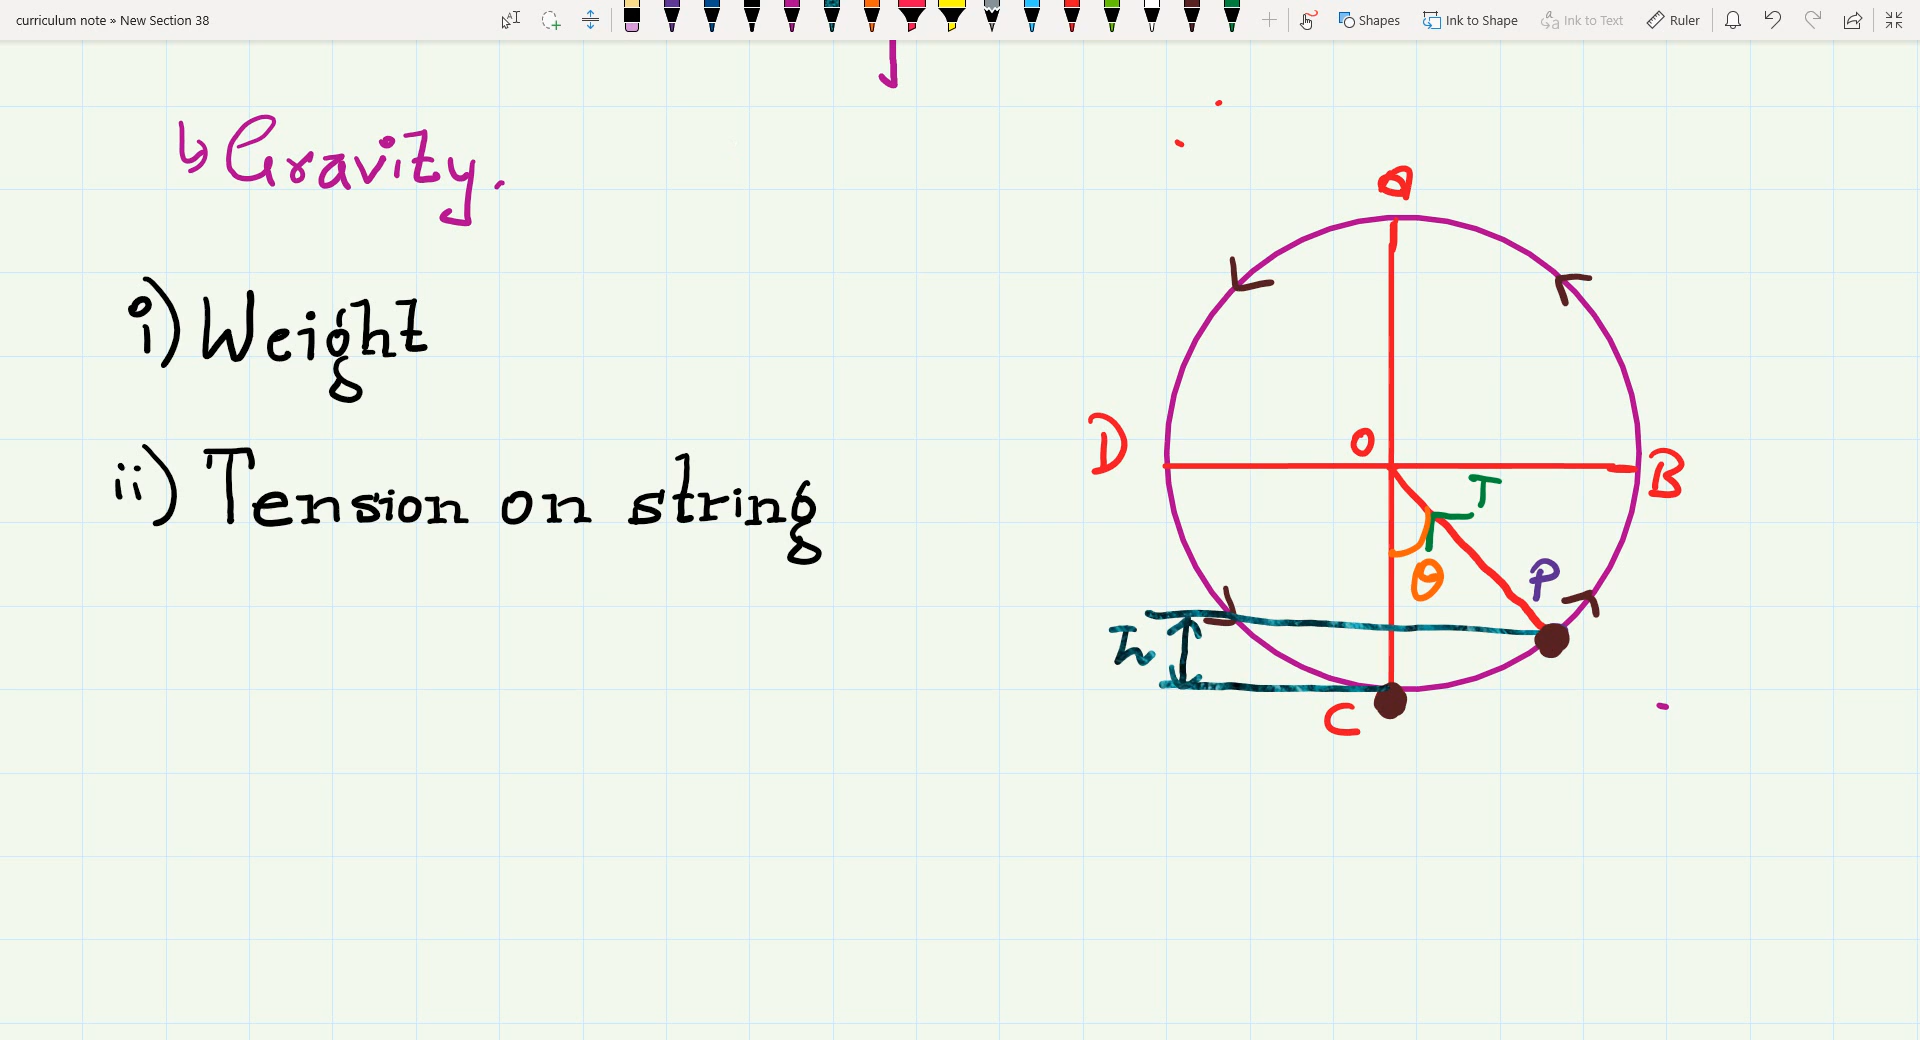 curriculum note » New Section 38
Shapes
Ink to Shape
Ink to Text
Ruler
↳ Gravity.
i) Weight
ii) Tension on string
D
O
B
T
θ
P
h
C